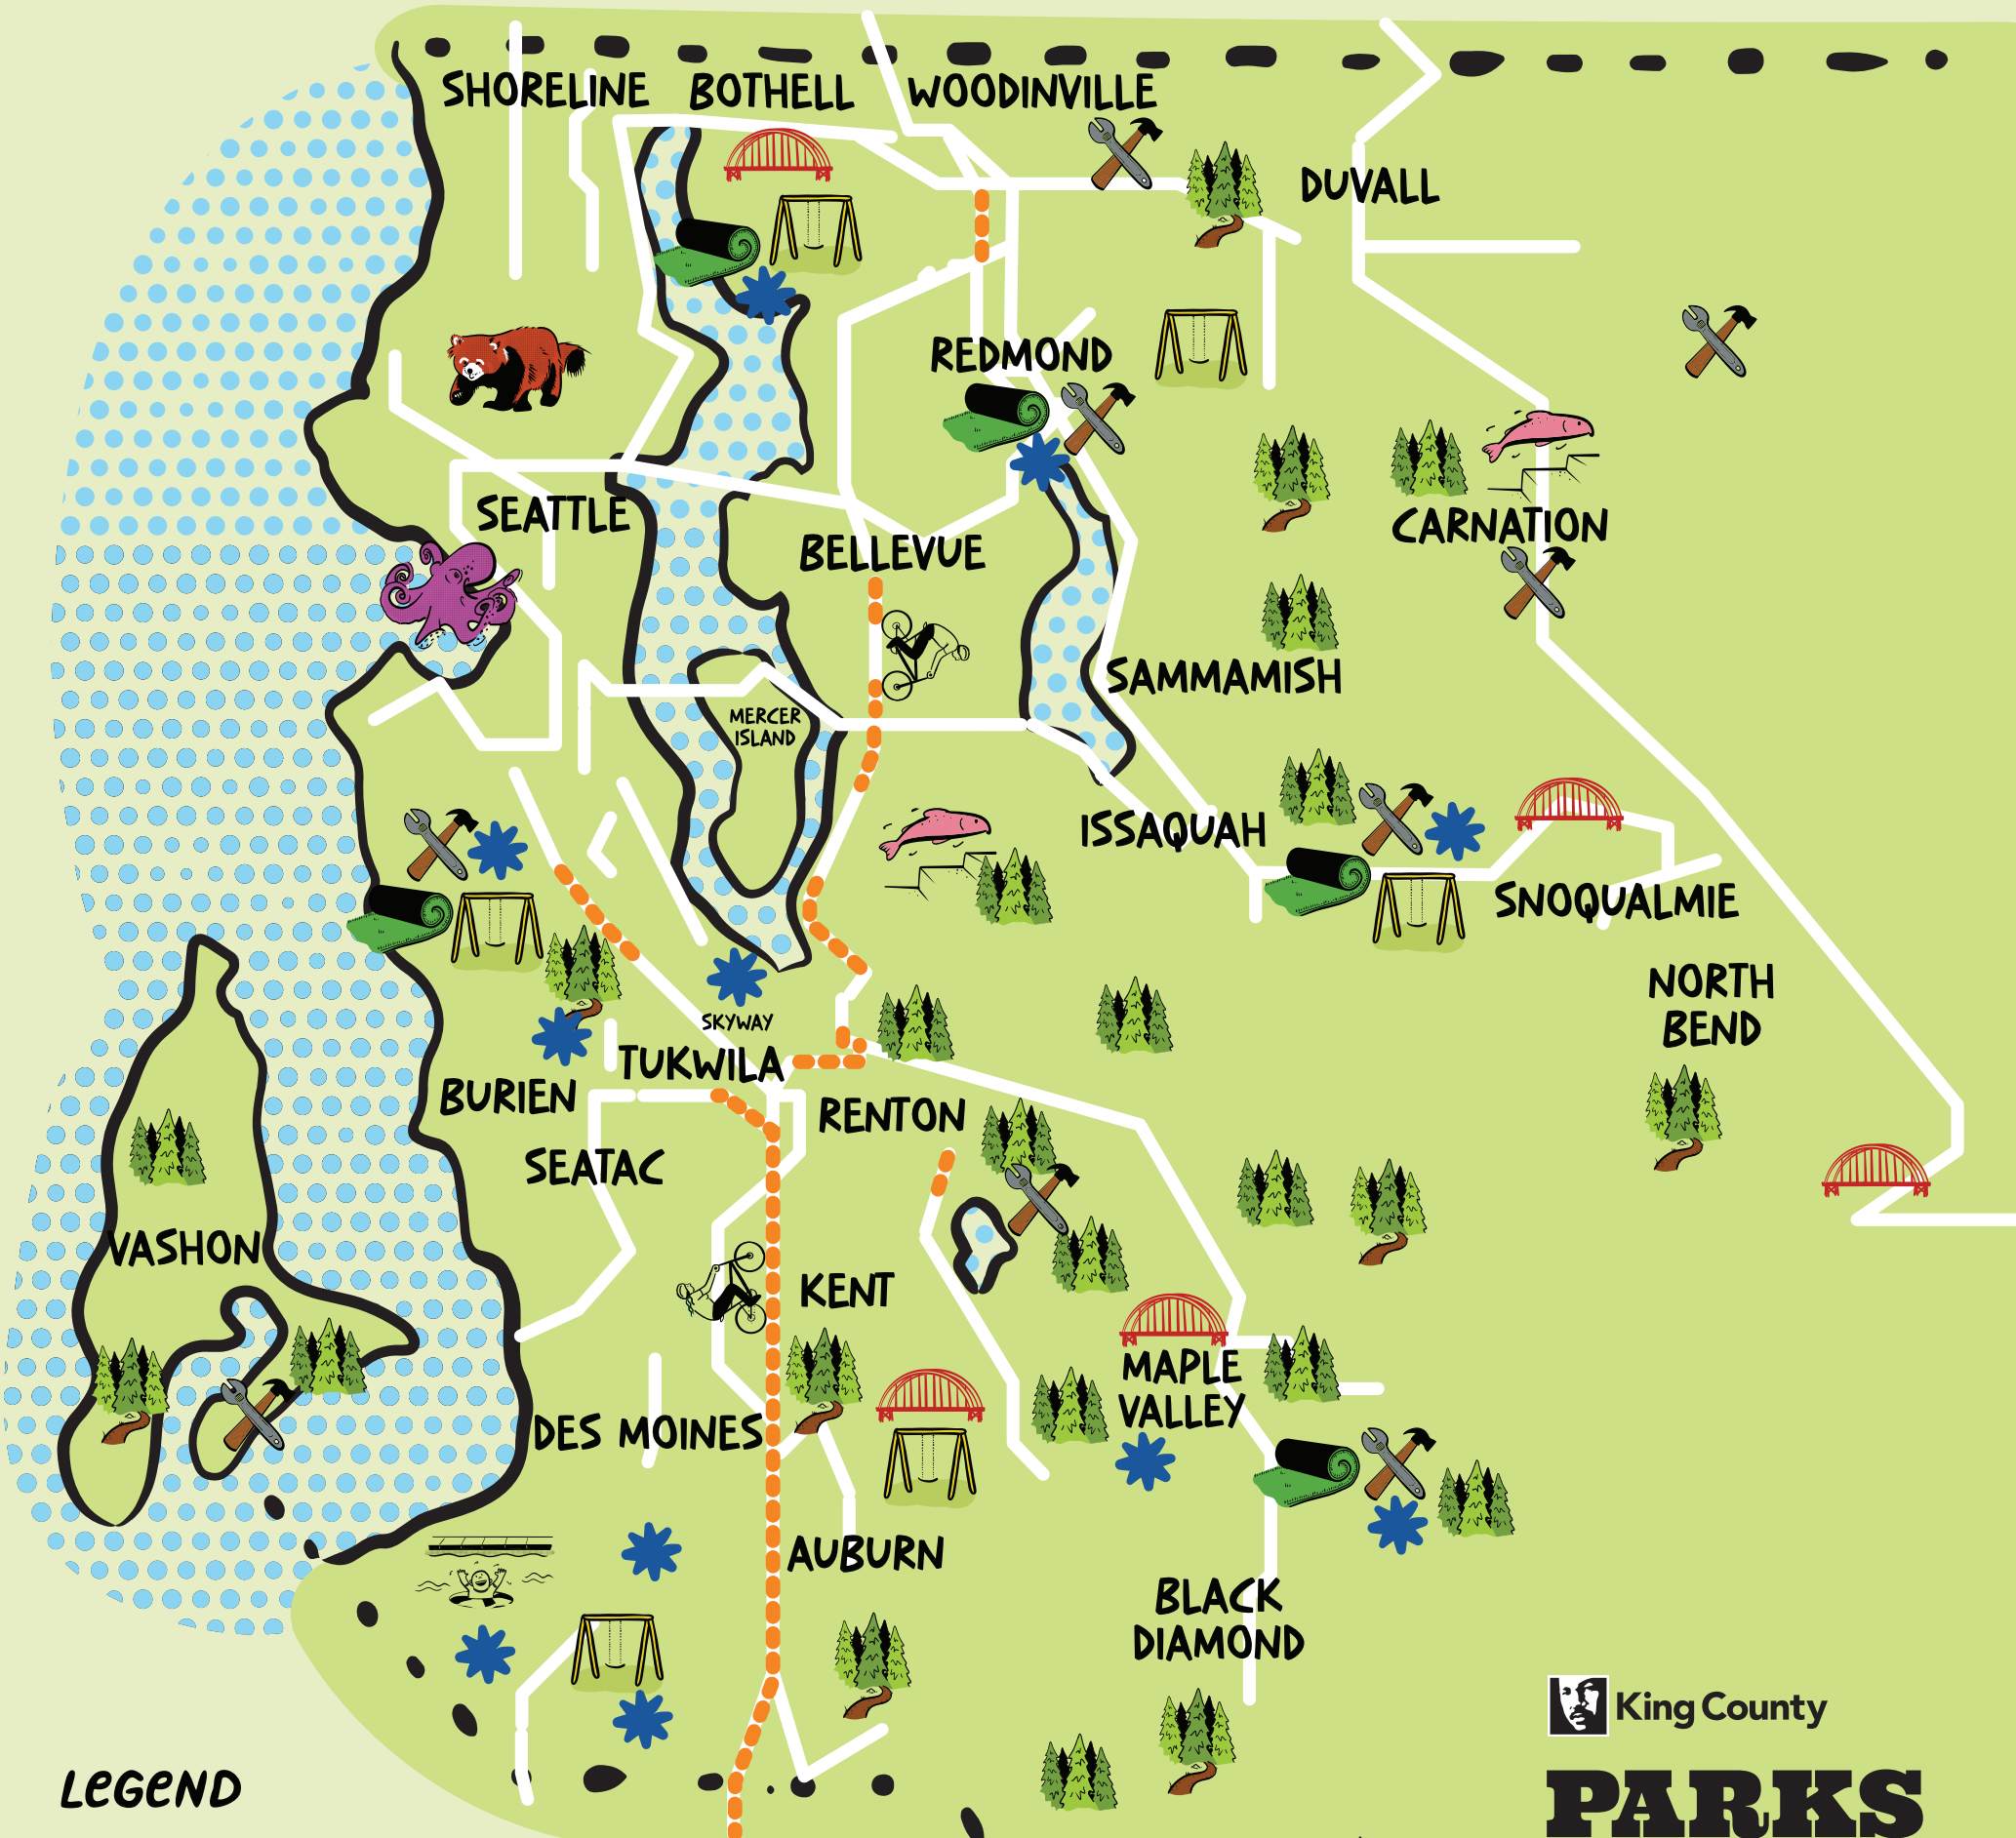 SHORELINE
BOTHELL
WOODINVILLE
DUVALL
REDMOND
SEATTLE
BELLEVUE
CARNATION
SAMMAMISH
MERCER
ISLAND
ISSAQUAH
SNOQUALMIE
NORTH
BEND
SKYWAY
TUKWILA
BURIEN
RENTON
SEATAC
VASHON
KENT
MAPLE
VALLEY
DES MOINES
AUBURN
BLACK
DIAMOND
King County
PARKS
LEGEND